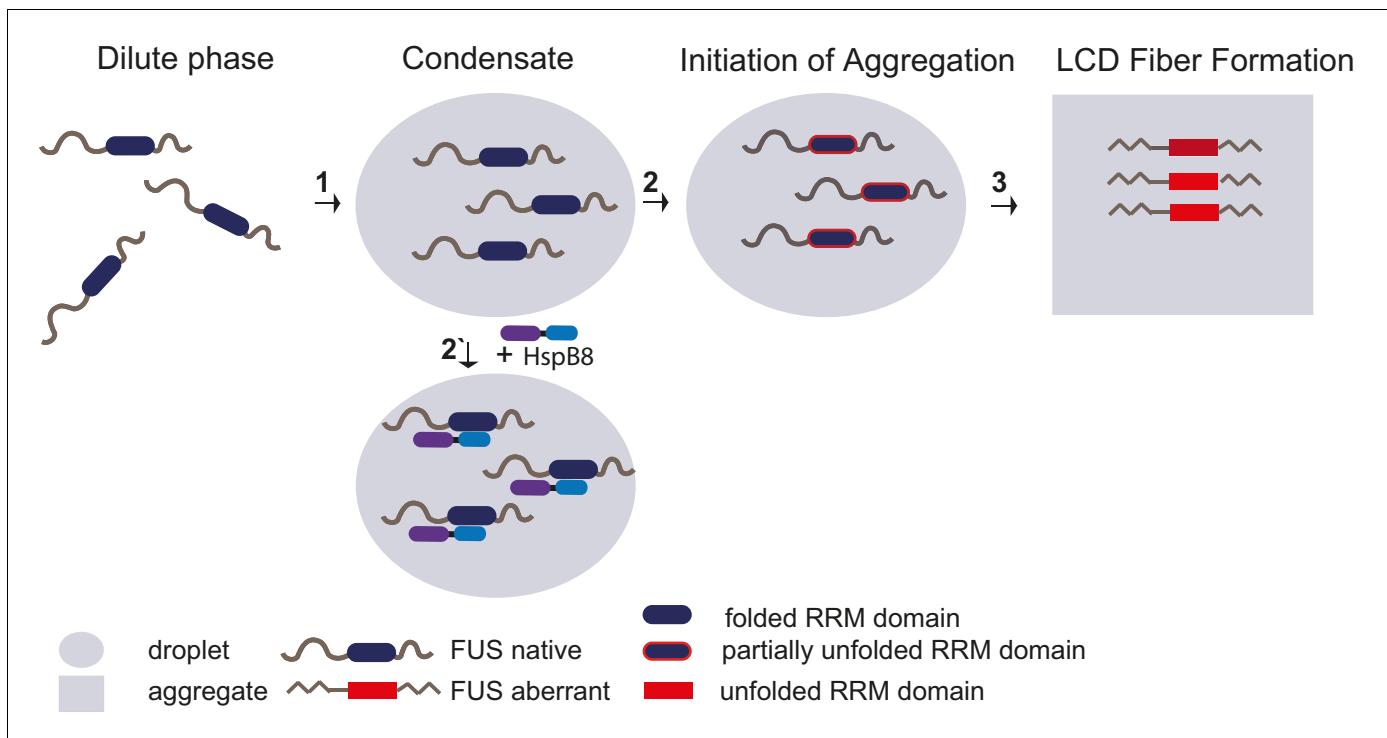 Dilute phase
Condensate
Initiation of Aggregation
LCD Fiber Formation
1
2
3
2`
+ HspB8
droplet
FUS native
folded RRM domain
partially unfolded RRM domain
aggregate
FUS aberrant
unfolded RRM domain